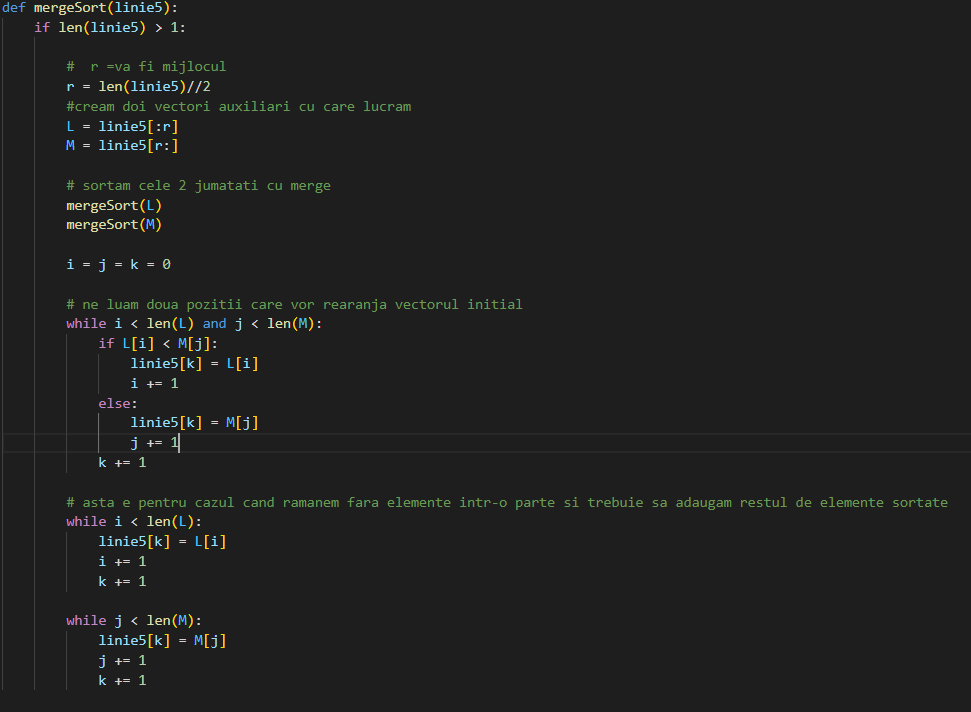 def mergeSort(linie5):
    if len(linie5) > 1:

        #  r =va fi mijlocul
        r = len(linie5)//2
        #cream doi vectori auxiliari cu care lucram
        L = linie5[:r]
        M = linie5[r:]

        # sortam cele 2 jumatati cu merge
        mergeSort(L)
        mergeSort(M)

        i = j = k = 0

        # ne luam doua pozitii care vor rearanja vectorul initial
        while i < len(L) and j < len(M):
            if L[i] < M[j]:
                linie5[k] = L[i]
                i += 1
            else:
                linie5[k] = M[j]
                j += 1
            k += 1

        # asta e pentru cazul cand ramanem fara elemente intr-o parte si trebuie sa adaugam restul de elemente sortate
        while i < len(L):
            linie5[k] = L[i]
            i += 1
            k += 1

        while j < len(M):
            linie5[k] = M[j]
            j += 1
            k += 1